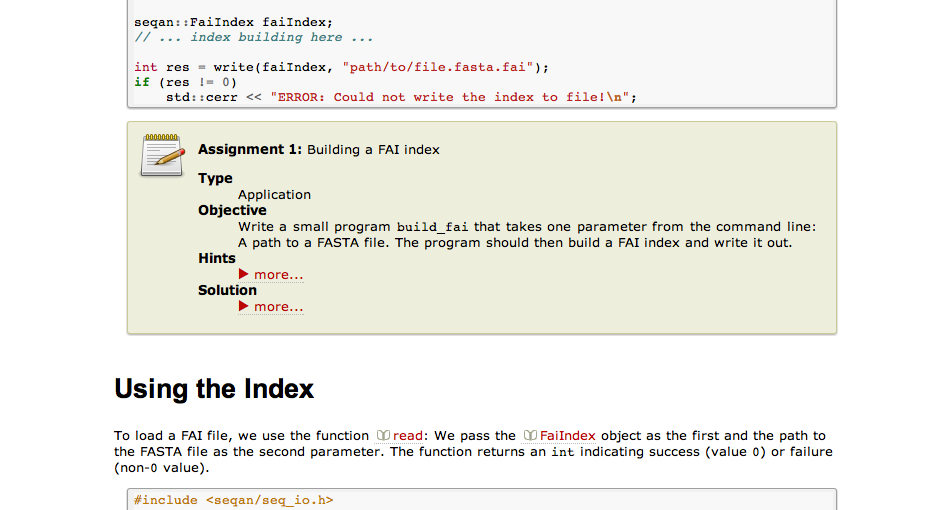 seqan::FaiIndex faiIndex;
// ... index building here ...
int res = write(faiIndex, "path/to/file.fasta.fai");
if (res != 0)
    std::cerr << "ERROR: Could not write the index to file!\n";
Assignment 1: Building a FAI index
Type
Application
Objective
Write a small program build_fai that takes one parameter from the command line:
A path to a FASTA file. The program should then build a FAI index and write it out.
Hints
more...
Solution
more...
Using the Index
To load a FAI file, we use the function read: We pass the FaiIndex object as the first and the path to
the FASTA file as the second parameter. The function returns an int indicating success (value 0) or failure
(non-0 value).
#include <seqan/seq_io.h>